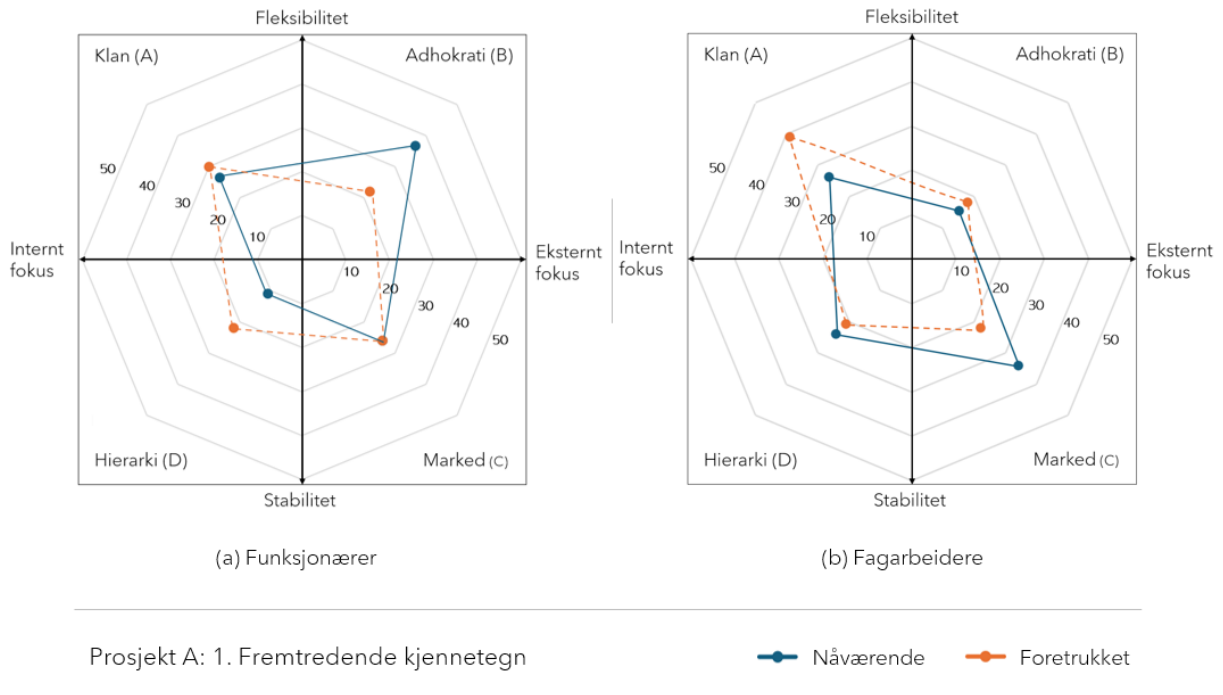 Fleksibilitet
Klan (A)
Adhokrati (B)
50
40
30
20
10
Internt
fokus
Eksternt
fokus
10
20
30
40
50
Hierarki (D)
Marked (C)
Stabilitet
(a) Funksjonærer
Fleksibilitet
Klan (A)
Adhokrati (B)
50
40
30
20
10
Internt
fokus
Eksternt
fokus
10
20
30
40
50
Hierarki (D)
Marked (C)
Stabilitet
(b) Fagarbeidere
Prosjekt A: 1. Fremtredende kjennetegn
Nåværende
Foretrukket